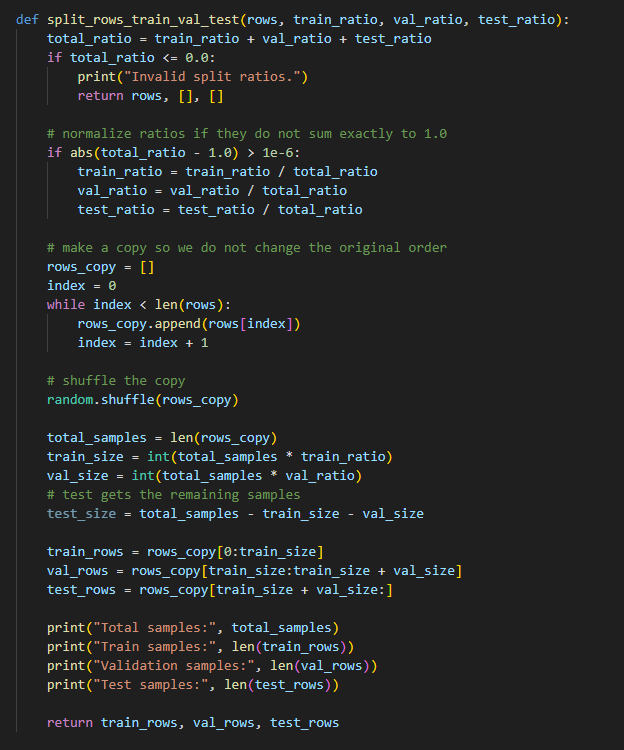 def split_rows_train_val_test(rows, train_ratio, val_ratio, test_ratio):
    total_ratio = train_ratio + val_ratio + test_ratio
    if total_ratio <= 0.0:
        print("Invalid split ratios.")
        return rows, [], []

    # normalize ratios if they do not sum exactly to 1.0
    if abs(total_ratio - 1.0) > 1e-6:
        train_ratio = train_ratio / total_ratio
        val_ratio = val_ratio / total_ratio
        test_ratio = test_ratio / total_ratio

    # make a copy so we do not change the original order
    rows_copy = []
    index = 0
    while index < len(rows):
        rows_copy.append(rows[index])
        index = index + 1

    # shuffle the copy
    random.shuffle(rows_copy)

    total_samples = len(rows_copy)
    train_size = int(total_samples * train_ratio)
    val_size = int(total_samples * val_ratio)
    # test gets the remaining samples
    test_size = total_samples - train_size - val_size

    train_rows = rows_copy[0:train_size]
    val_rows = rows_copy[train_size:train_size + val_size]
    test_rows = rows_copy[train_size + val_size:]

    print("Total samples:", total_samples)
    print("Train samples:", len(train_rows))
    print("Validation samples:", len(val_rows))
    print("Test samples:", len(test_rows))

    return train_rows, val_rows, test_rows